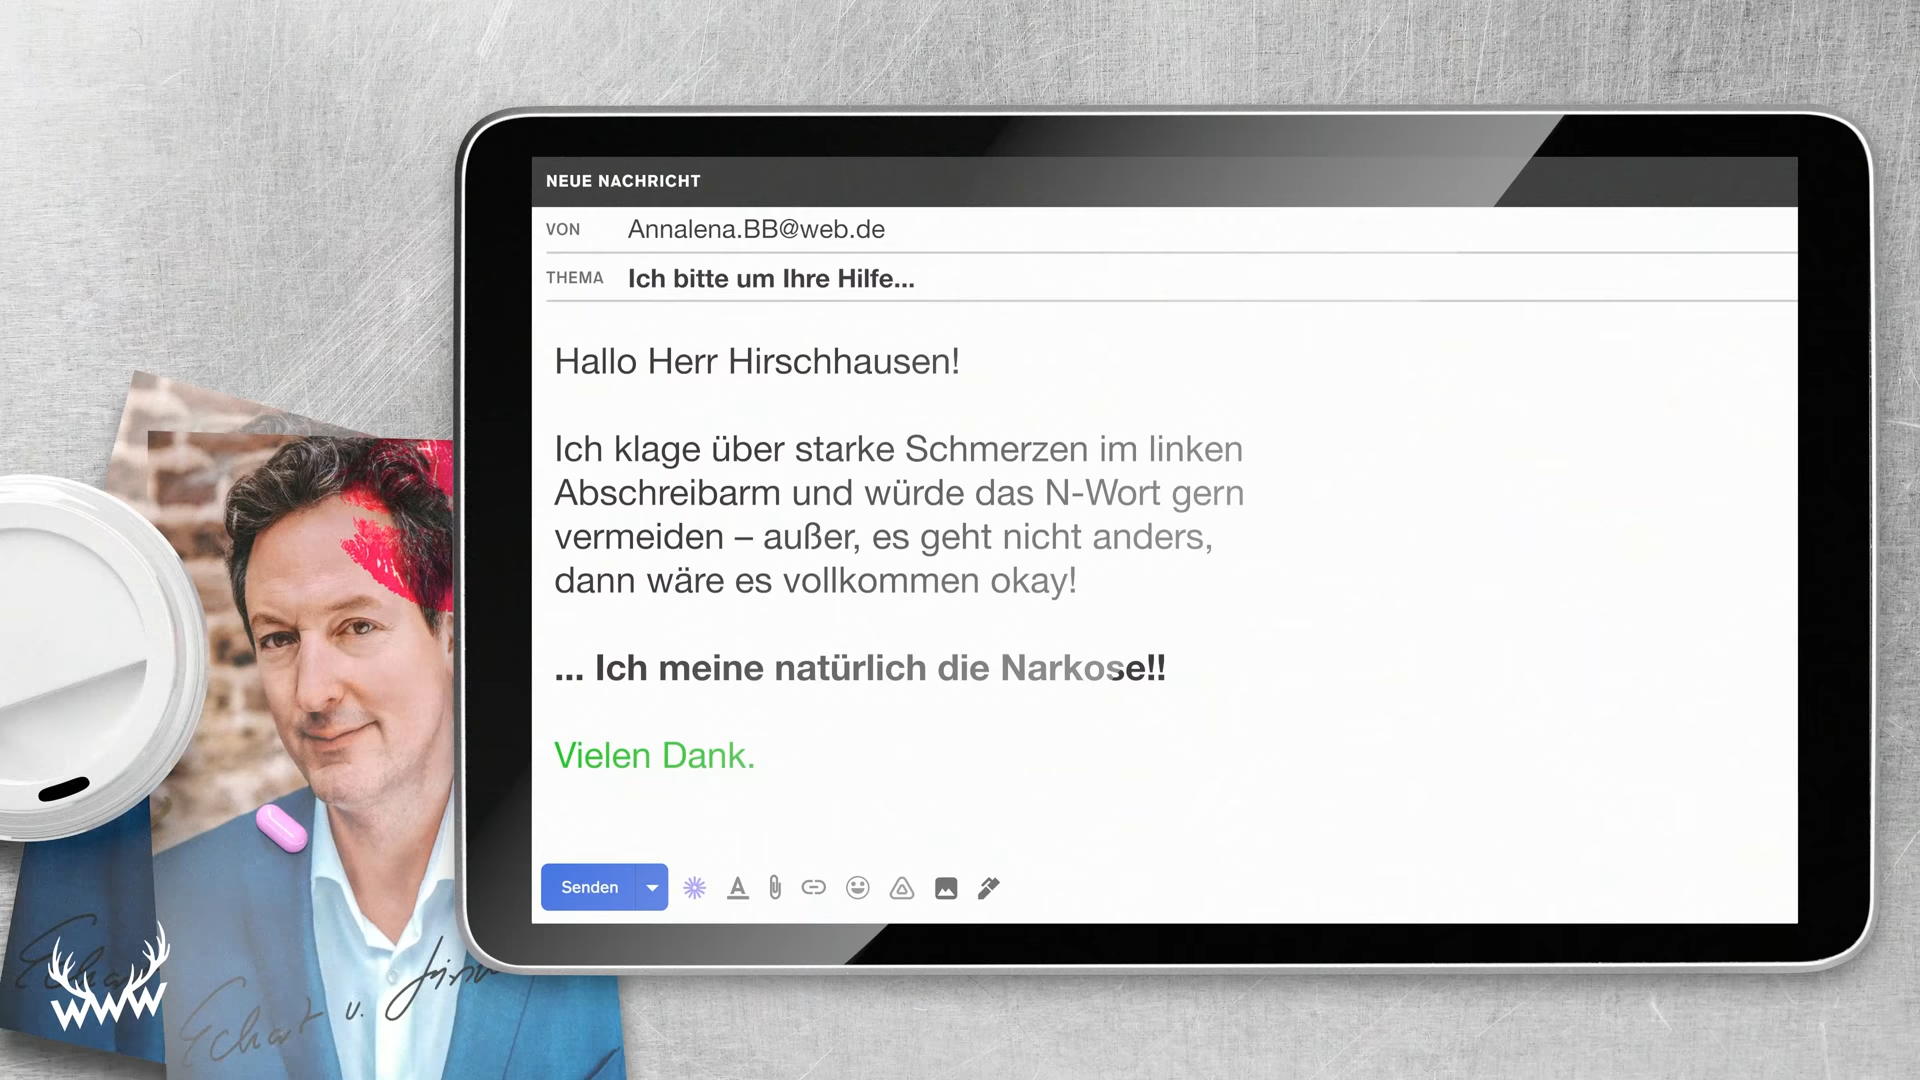 NEUE NACHRICHT
VON Annalena.BB@web.de
THEMA Ich bitte um Ihre Hilfe...
Hallo Herr Hirschhausen!
Ich klage über starke Schmerzen im linken
Abschreibarm und würde das N-Wort gern
vermeiden – außer, es geht nicht anders,
dann wäre es vollkommen okay!
... Ich meine natürlich die Narkose!!
Vielen Dank.
Senden
A
WWW
Eckart v.